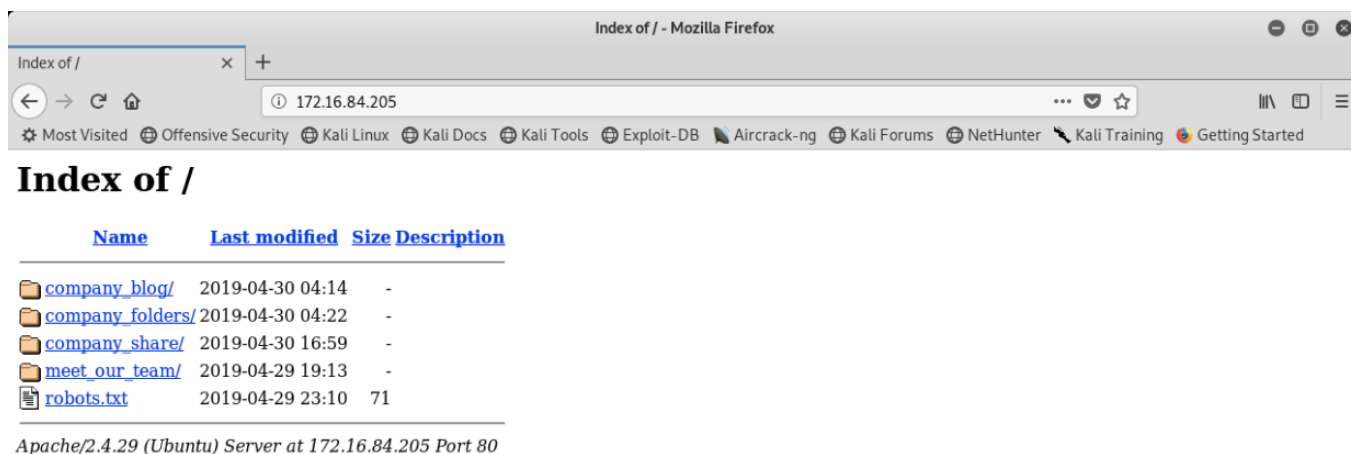 Index of / - Mozilla Firefox
Index of /
172.16.84.205
Most Visited Offensive Security Kali Linux Kali Docs Kali Tools Exploit-DB Aircrack-ng Kali Forums NetHunter Kali Training Getting Started
Index of /
Name Last modified Size Description
company_blog/ 2019-04-30 04:14 -
company_folders/ 2019-04-30 04:22 -
company_share/ 2019-04-30 16:59 -
meet_our_team/ 2019-04-29 19:13 -
robots.txt 2019-04-29 23:10 71
Apache/2.4.29 (Ubuntu) Server at 172.16.84.205 Port 80